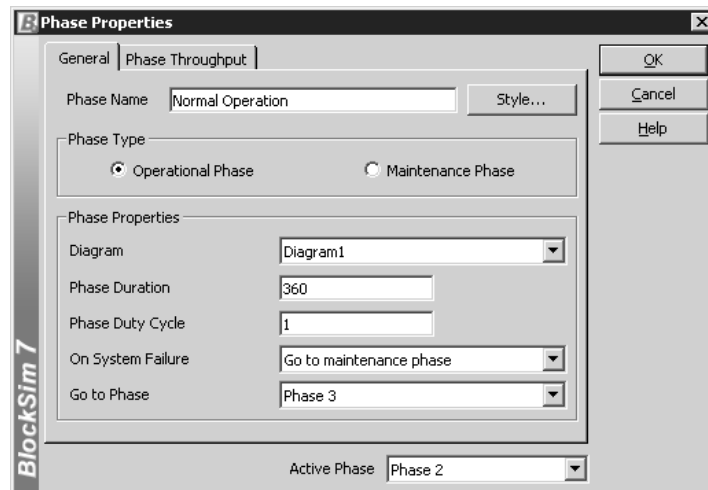 Phase Properties
General
Phase Throughput
OK
Cancel
Help
Phase Name
Normal Operation
Style...
Phase Type
Operational Phase
Maintenance Phase
Phase Properties
Diagram
Diagram1
Phase Duration
360
Phase Duty Cycle
1
On System Failure
Go to maintenance phase
Go to Phase
Phase 3
Active Phase
Phase 2
BlockSim 7